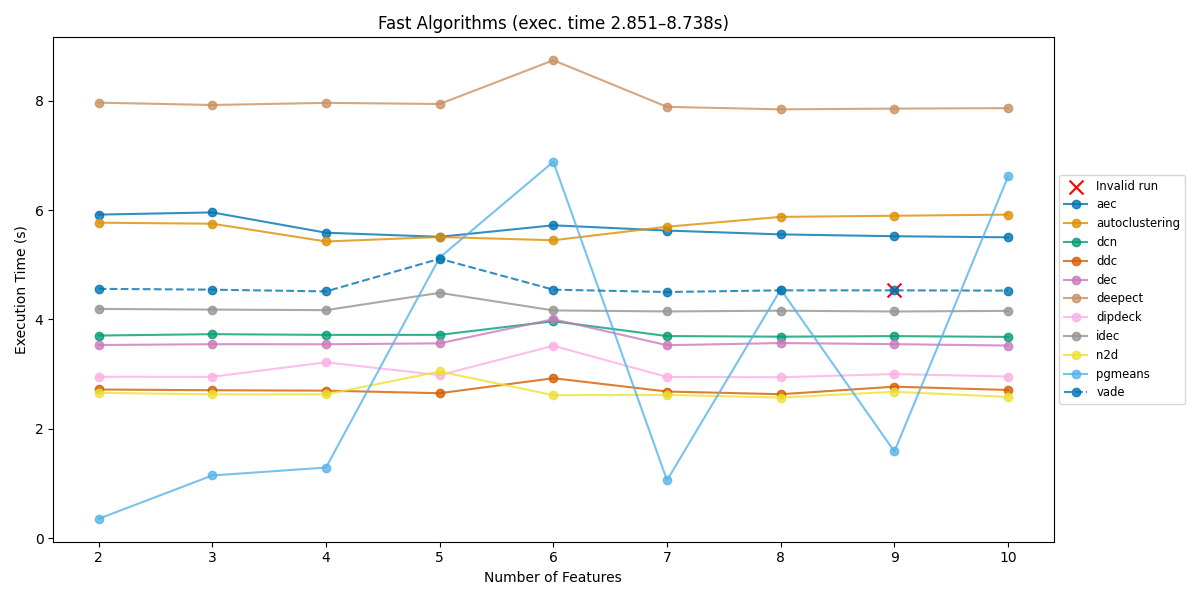 Fast Algorithms (exec. time 2.851–8.738s)
Execution Time (s)
8
6
4
2
0
2 3 4 5 6 7 8 9 10
Number of Features
Invalid run
aec
autoclustering
dcn
ddc
dec
deepect
dipdeck
idec
n2d
pgmeans
vade